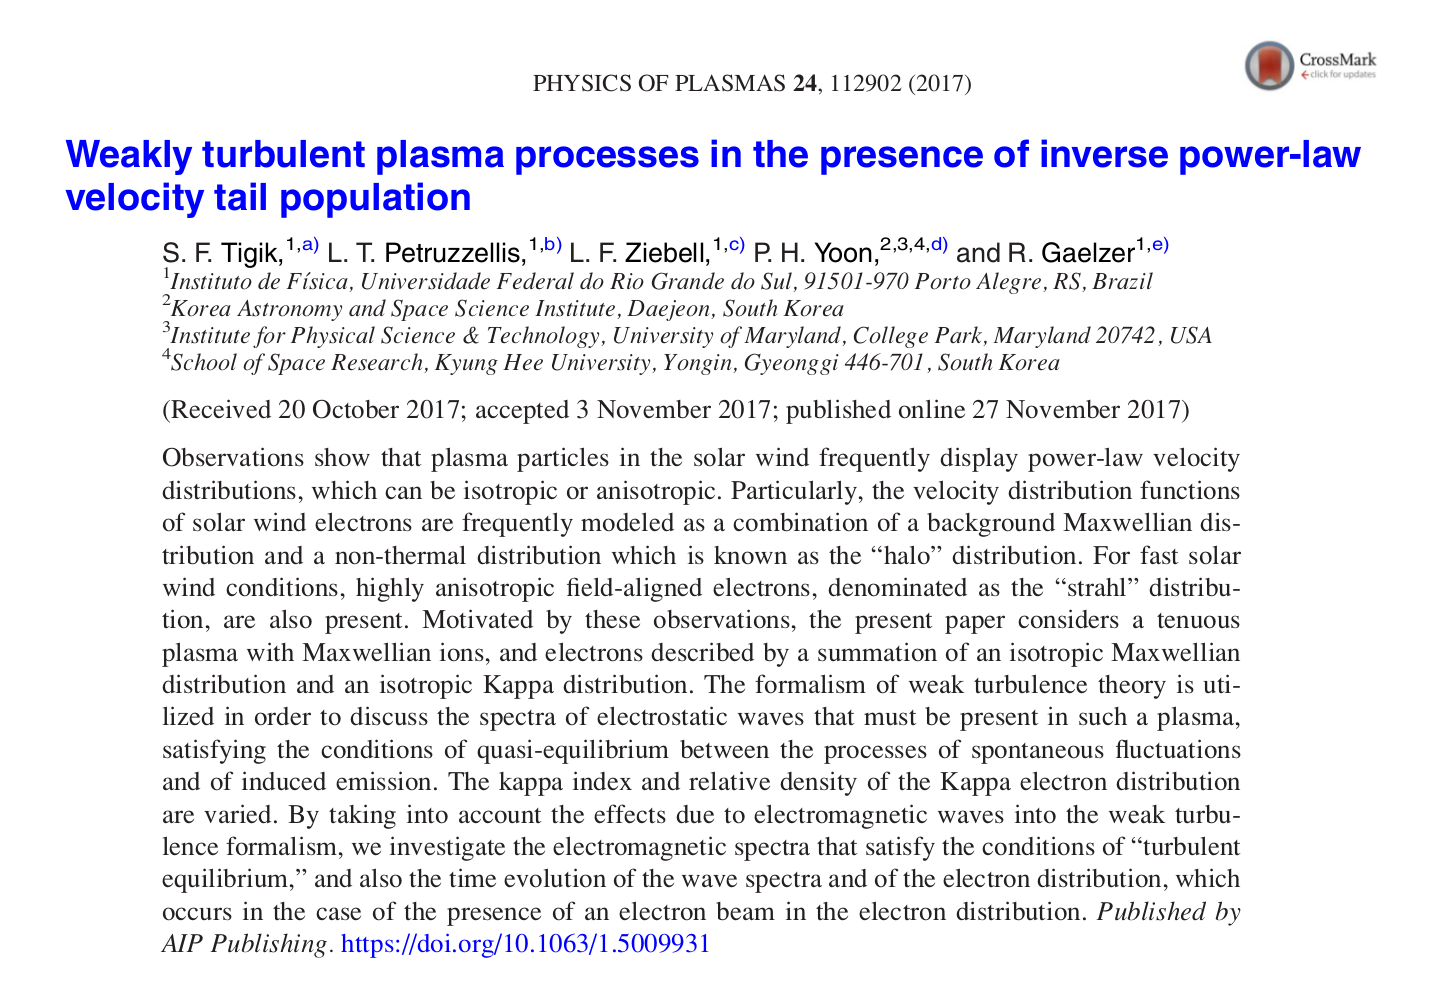 CrossMark
click for updates
PHYSICS OF PLASMAS 24, 112902 (2017)
Weakly turbulent plasma processes in the presence of inverse power-law
velocity tail population
S. F. Tigik,1,a) L. T. Petruzzellis,1,b) L. F. Ziebell,1,c) P. H. Yoon,2,3,4,d) and R. Gaelzer1,e)
1Instituto de Física, Universidade Federal do Rio Grande do Sul, 91501-970 Porto Alegre, RS, Brazil
2Korea Astronomy and Space Science Institute, Daejeon, South Korea
3Institute for Physical Science & Technology, University of Maryland, College Park, Maryland 20742, USA
4School of Space Research, Kyung Hee University, Yongin, Gyeonggi 446-701, South Korea
(Received 20 October 2017; accepted 3 November 2017; published online 27 November 2017)
Observations show that plasma particles in the solar wind frequently display power-law velocity
distributions, which can be isotropic or anisotropic. Particularly, the velocity distribution functions
of solar wind electrons are frequently modeled as a combination of a background Maxwellian dis-
tribution and a non-thermal distribution which is known as the “halo” distribution. For fast solar
wind conditions, highly anisotropic field-aligned electrons, denominated as the “strahl” distribu-
tion, are also present. Motivated by these observations, the present paper considers a tenuous
plasma with Maxwellian ions, and electrons described by a summation of an isotropic Maxwellian
distribution and an isotropic Kappa distribution. The formalism of weak turbulence theory is uti-
lized in order to discuss the spectra of electrostatic waves that must be present in such a plasma,
satisfying the conditions of quasi-equilibrium between the processes of spontaneous fluctuations
and of induced emission. The kappa index and relative density of the Kappa electron distribution
are varied. By taking into account the effects due to electromagnetic waves into the weak turbu-
lence formalism, we investigate the electromagnetic spectra that satisfy the conditions of “turbulent
equilibrium,” and also the time evolution of the wave spectra and of the electron distribution, which
occurs in the case of the presence of an electron beam in the electron distribution. Published by
AIP Publishing. https://doi.org/10.1063/1.5009931